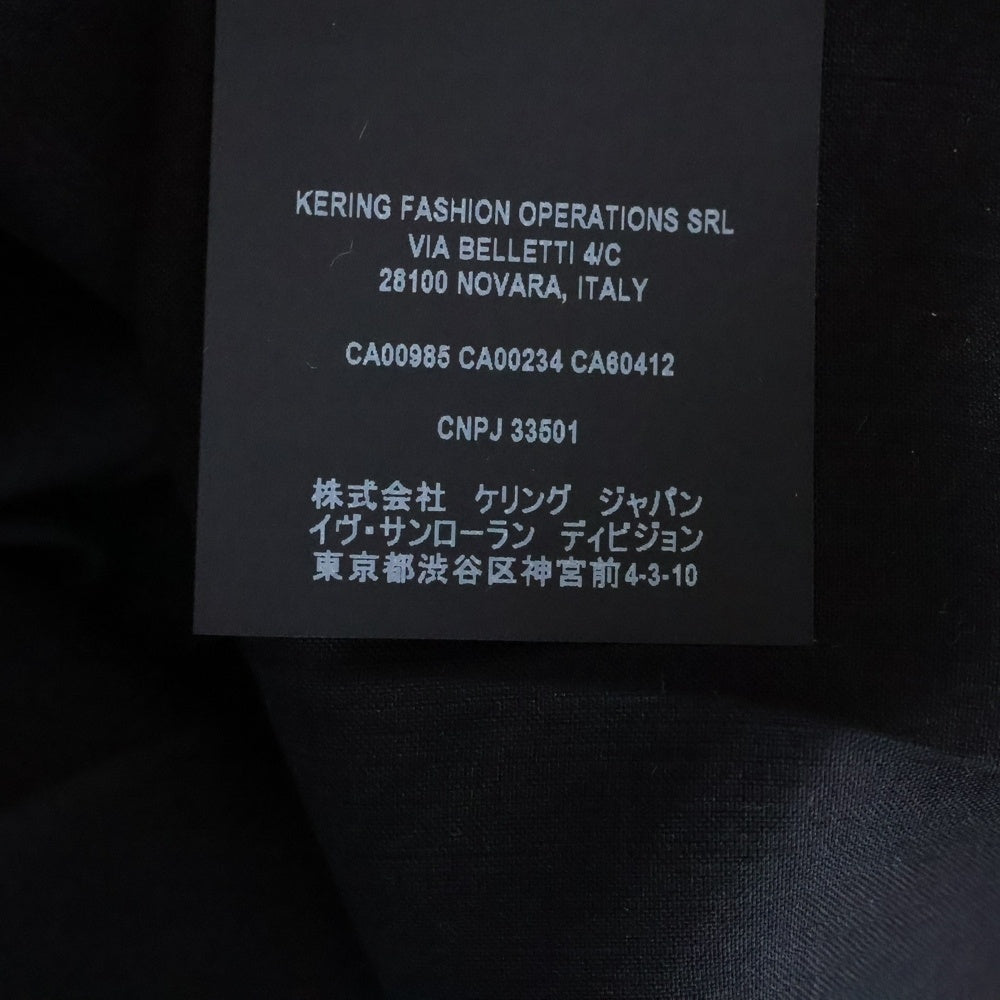 KERING FASHION OPERATIONS SRL
VIA BELLETTI 4/C
28100 NOVARA, ITALY
CA00985 CA00234 CA60412
CNPJ 33501
株式会社 ケリング ジャパン
イヴ・サンローラン ディビジョン
東京都渋谷区神宮前4-3-10